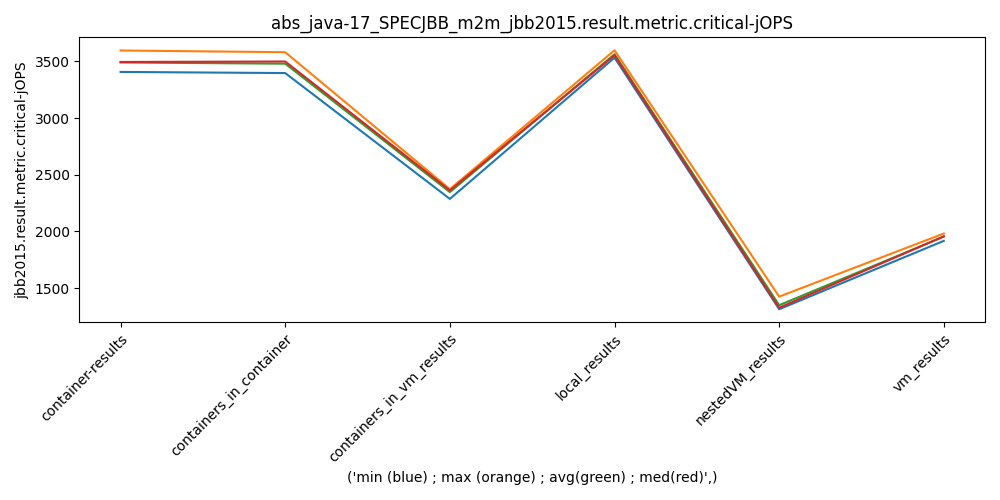 abs_java-17_SPECJBB_m2m_jbb2015.result.metric.critical-jOPS
jbb2015.result.metric.critical-jOPS
3500
3000
2500
2000
1500
container-results
containers_in_container
containers_in_vm_results
local_results
nestedVM_results
vm_results
('min (blue) ; max (orange) ; avg(green) ; med(red)',)